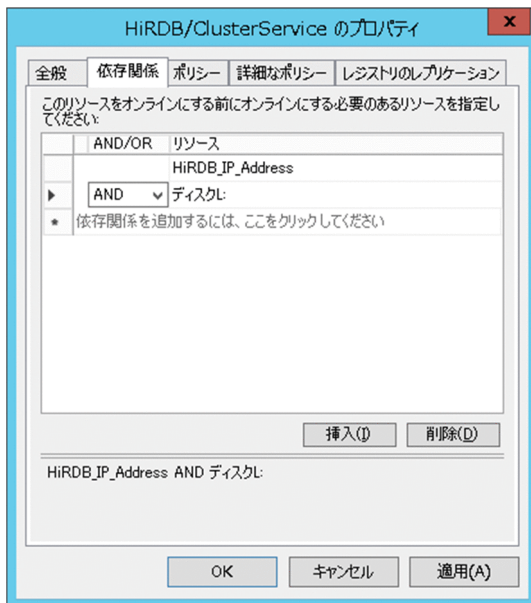 HiRDB/ClusterService のプロパティ
x
全般 依存関係 ポリシー 詳細なポリシー レジストリのレプリケーション
このリソースをオンラインにする前にオンラインにする必要のあるリソースを指定し
てください:
AND/OR リソース
HiRDB_IP_Address
AND ディスクL:
* 依存関係を追加するには、ここをクリックしてください
挿入(I) 削除(D)
HiRDB_IP_Address AND ディスクL:
OK キャンセル 適用(A)